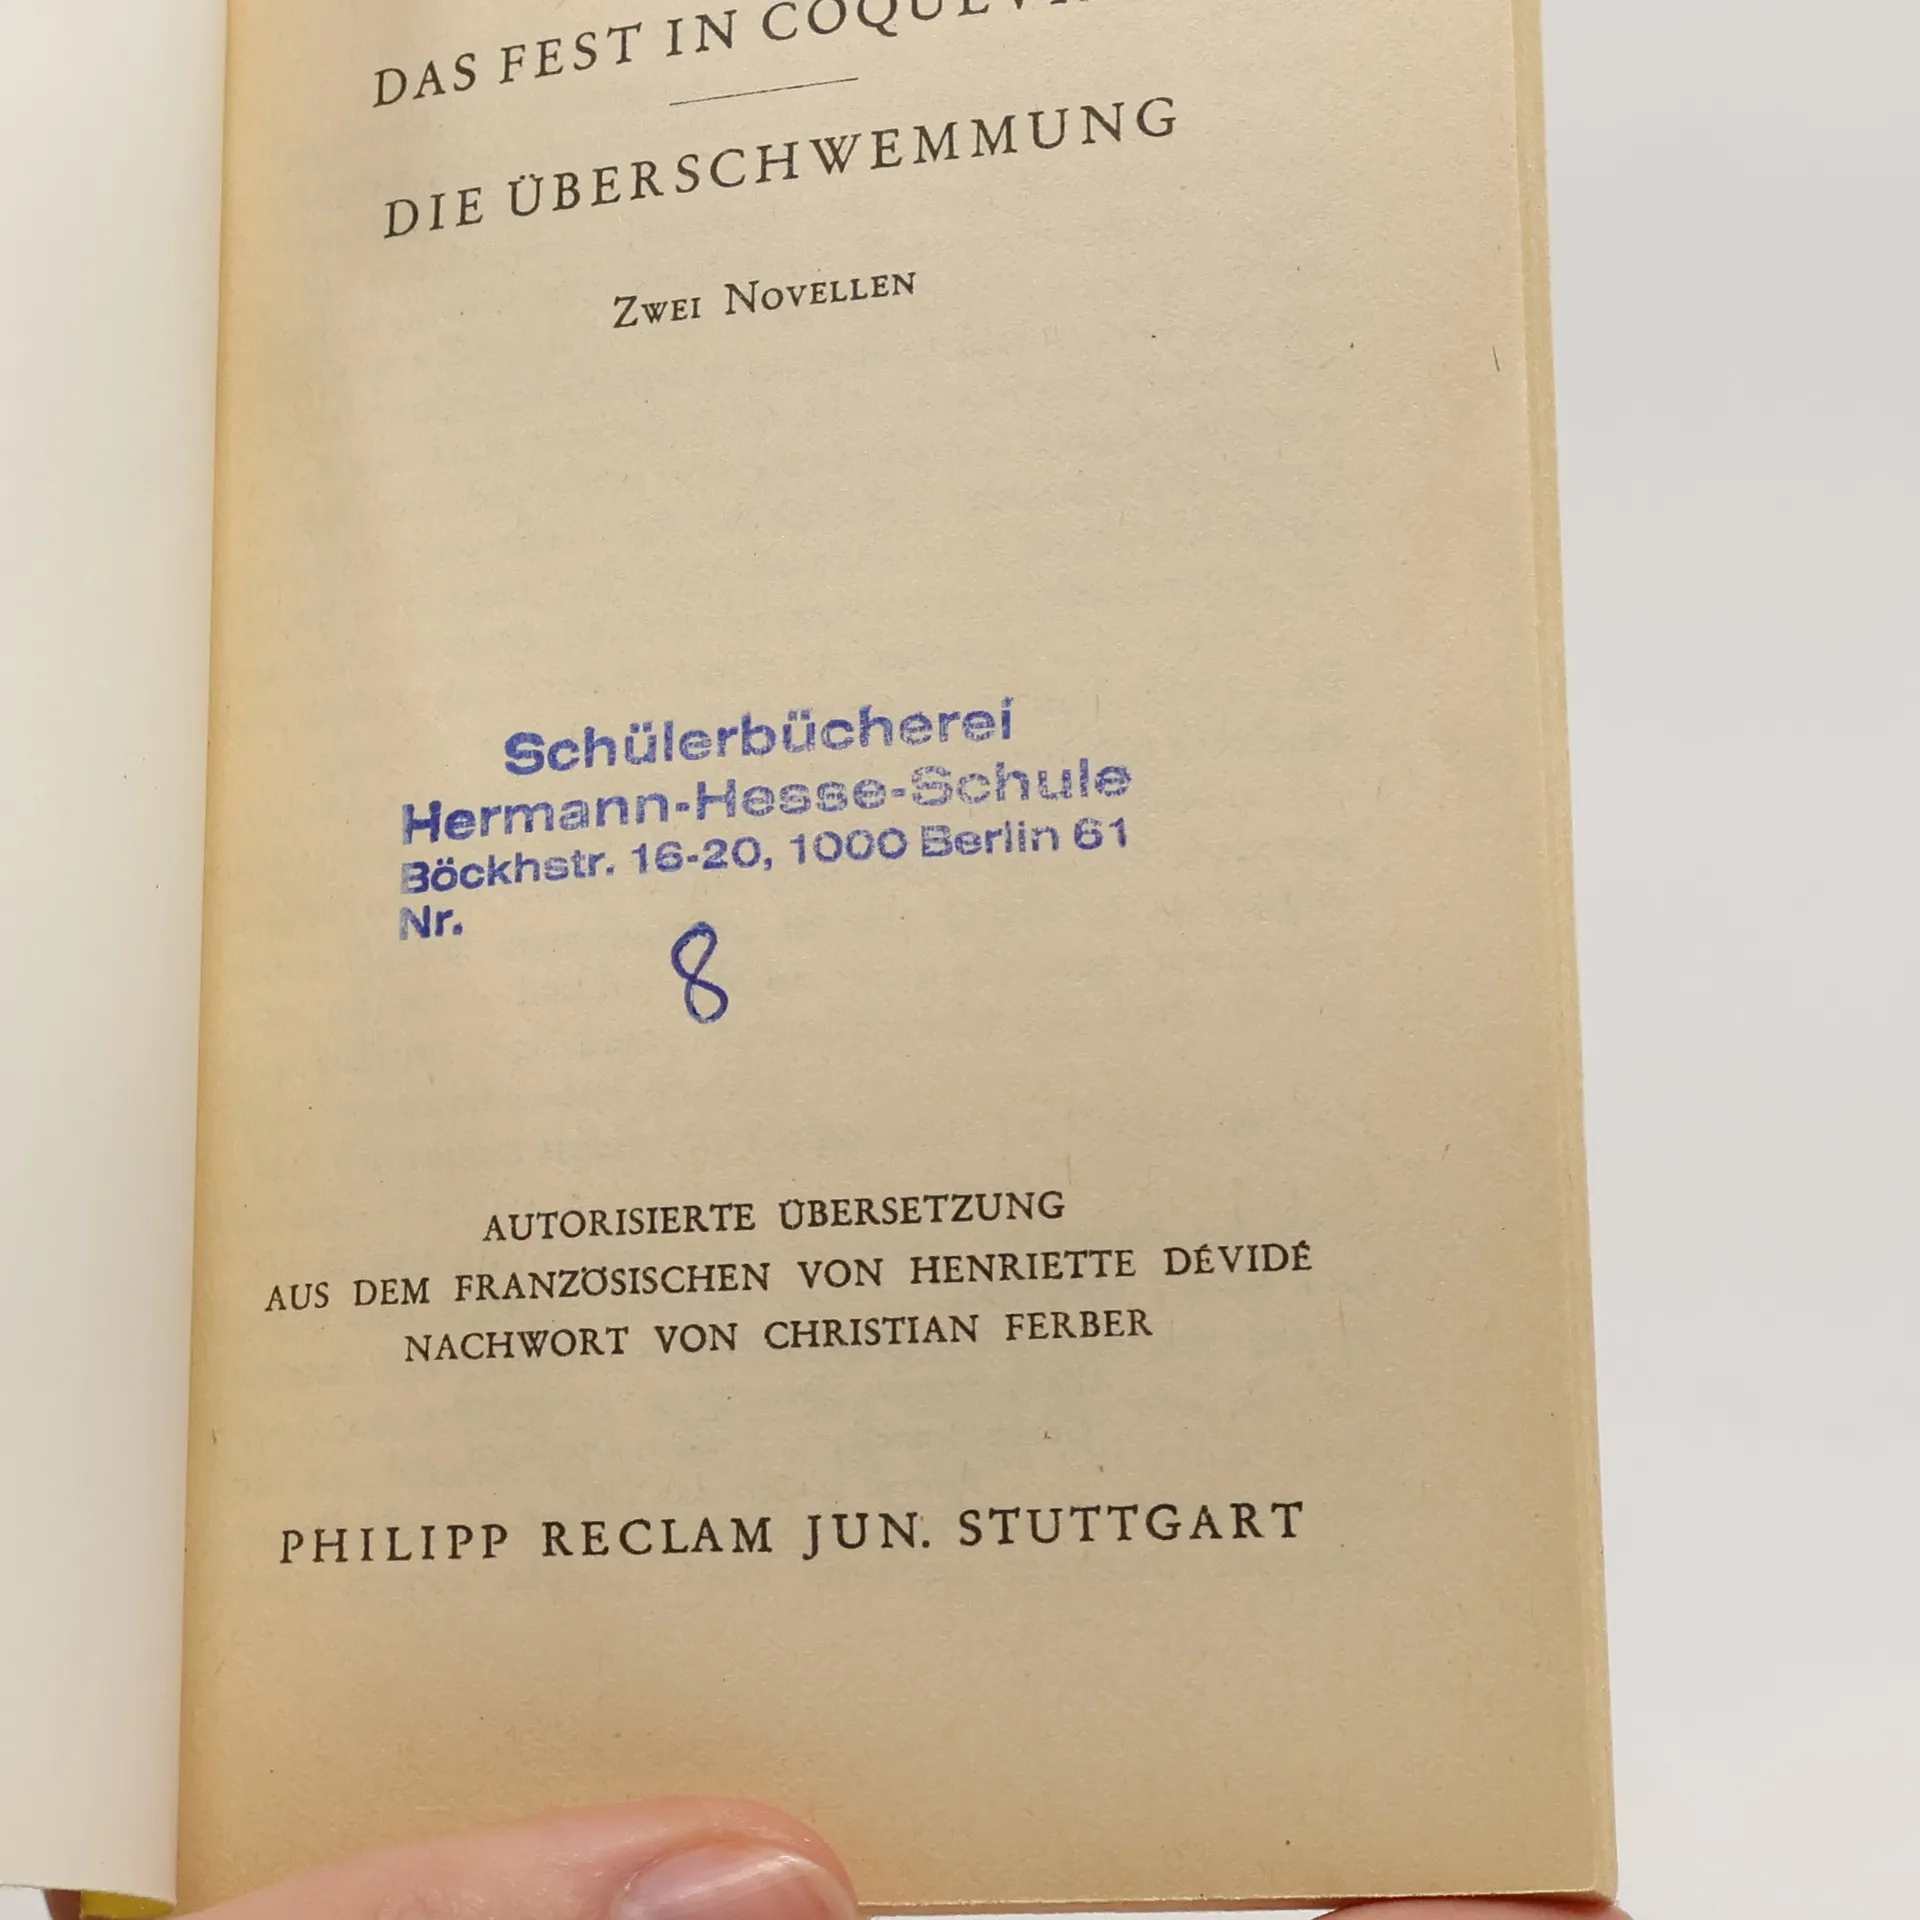 DAS FEST IN
DIE ÜBERSCHWEMMUNG
Zwei Novellen
Schülerbücherei
Hermann-Hesse-Schule
Böckhstr. 16-20, 1000 Berlin 61
Nr.
8
AUTORISIERTE ÜBERSETZUNG
AUS DEM FRANZÖSISCHEN VON HENRIETTE DÉVIDÉ
NACHWORT VON CHRISTIAN FERBER
PHILIPP RECLAM JUN. STUTTGART